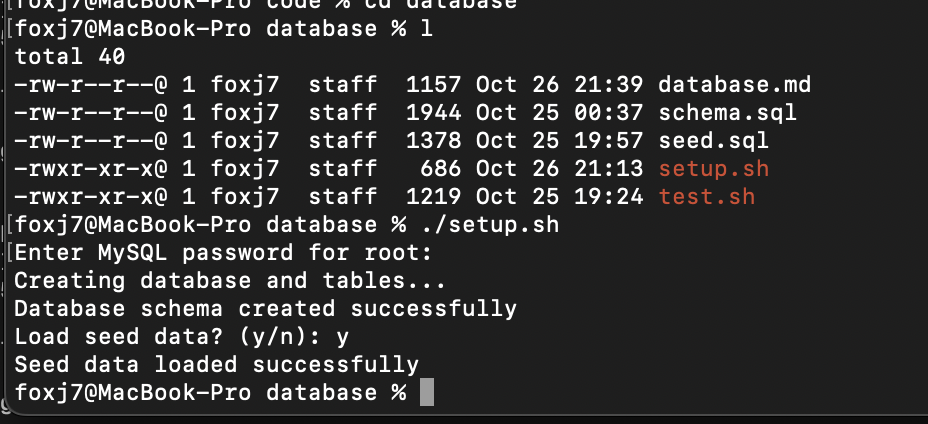 [foxj7@MacBook-Pro code % cd database
[foxj7@MacBook-Pro database % l
total 40
-rw-r--r--@ 1 foxj7  staff  1157 Oct 26 21:39 database.md
-rw-r--r--@ 1 foxj7  staff  1944 Oct 25 00:37 schema.sql
-rw-r--r--@ 1 foxj7  staff  1378 Oct 25 19:57 seed.sql
-rwxr-xr-x@ 1 foxj7  staff   686 Oct 26 21:13 setup.sh
-rwxr-xr-x@ 1 foxj7  staff  1219 Oct 25 19:24 test.sh
[foxj7@MacBook-Pro database % ./setup.sh
[Enter MySQL password for root:
Creating database and tables...
Database schema created successfully
Load seed data? (y/n): y
Seed data loaded successfully
foxj7@MacBook-Pro database %